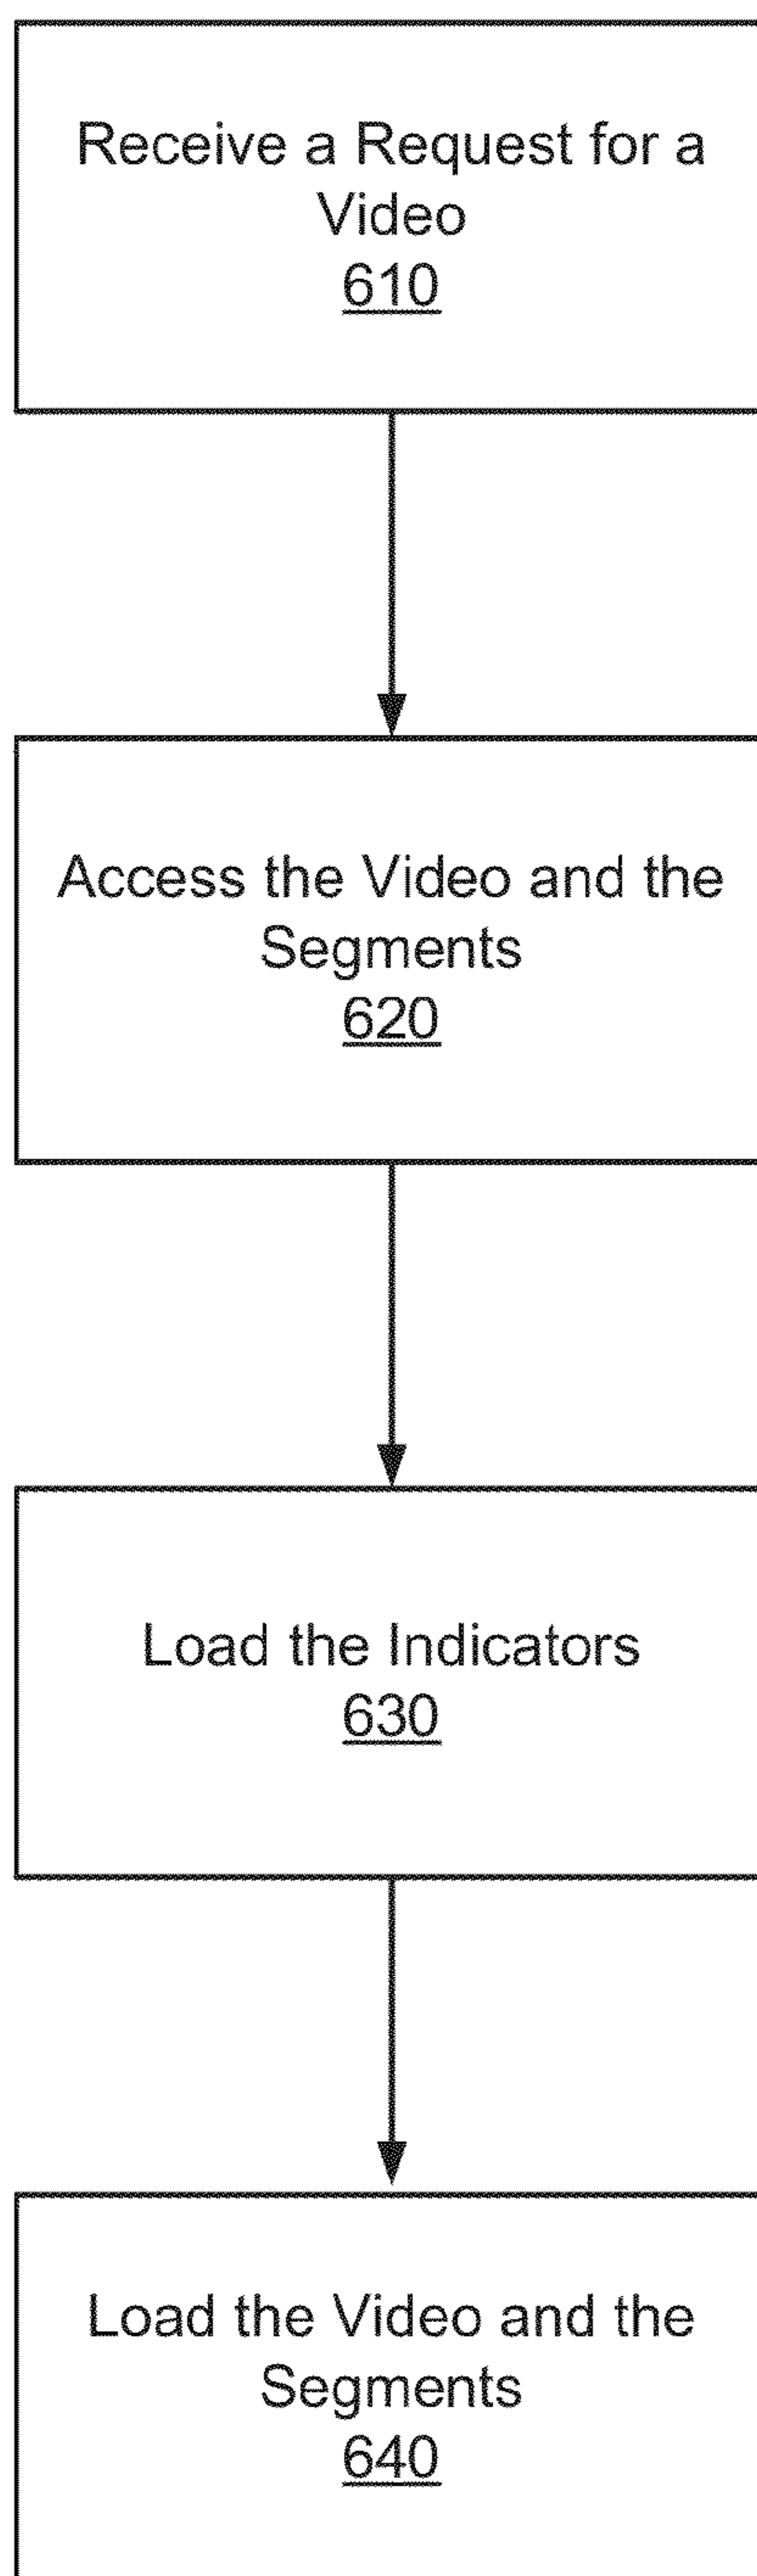 Receive a Request for a
Video
610
Access the Video and the
Segments
620
Load the Indicators
630
Load the Video and the
Segments
640